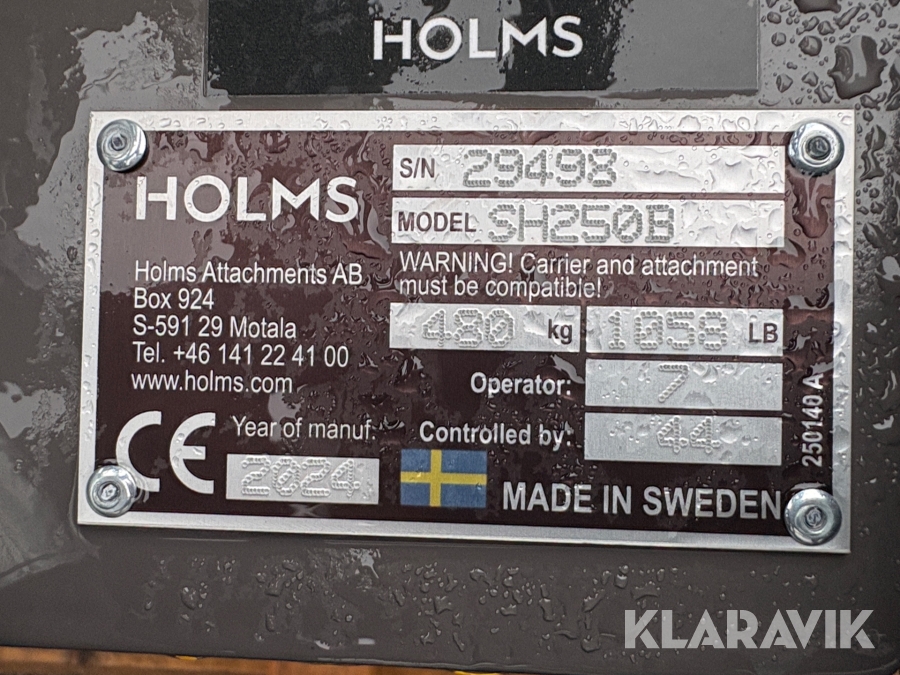 HOLMS
HOLMS
S/N 29498
MODEL SH250B
WARNING! Carrier and attachment
must be compatible!
Holms Attachments AB
Box 924
S-591 29 Motala
Tel. +46 141 22 41 00
www.holms.com
480 kg 1058 LB
Operator: 7
Controlled by: 44
CE
Year of manuf.
2024
MADE IN SWEDEN
250140 A
KLARAVIK